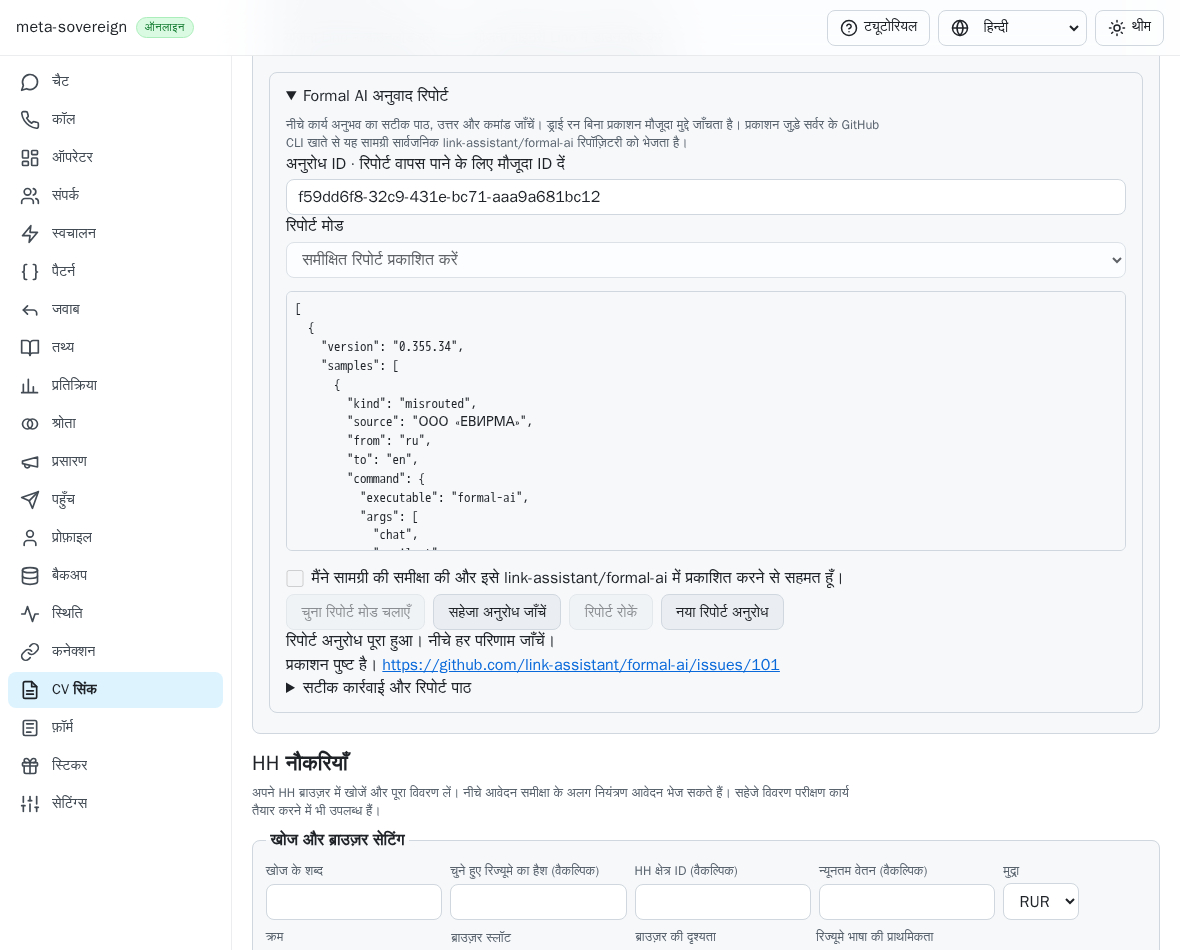 meta-sovereign ऑनलाइन
ट्यूटोरियल
हिन्दी
थीम
चैट
कॉल
ऑपरेटर
संपर्क
स्वचालन
पैटर्न
जवाब
तथ्य
प्रतिक्रिया
श्रोता
प्रसारण
पहुँच
प्रोफ़ाइल
बैकअप
स्थिति
कनेक्शन
CV सिंक
फ़ॉर्म
स्टिकर
सेटिंग्स
Formal AI अनुवाद रिपोर्ट
नीचे कार्य अनुभव का सटीक पाठ, उत्तर और कमांड जाँचें। ड्राई रन बिना प्रकाशन मौजूदा मुद्दे जाँचता है। प्रकाशन जुड़े सर्वर के GitHub
CLI खाते से यह सामग्री सार्वजनिक link-assistant/formal-ai रिपॉज़िटरी को भेजता है।
अनुरोध ID · रिपोर्ट वापस पाने के लिए मौजूदा ID दें
f59dd6f8-32c9-431e-bc71-aaa9a681bc12
रिपोर्ट मोड
समीक्षित रिपोर्ट प्रकाशित करें
[
{
"version": "0.355.34",
"samples": [
{
"kind": "misrouted",
"source": "ООО «ЕВИРМА»",
"from": "ru",
"to": "en",
"command": {
"executable": "formal-ai",
"args": [
"chat",
मैंने सामग्री की समीक्षा की और इसे link-assistant/formal-ai में प्रकाशित करने से सहमत हूँ।
चुना रिपोर्ट मोड चलाएँ
सहेजा अनुरोध जाँचें
रिपोर्ट रोकें
नया रिपोर्ट अनुरोध
रिपोर्ट अनुरोध पूरा हुआ। नीचे हर परिणाम जाँचें।
प्रकाशन पुष्ट है। https://github.com/link-assistant/formal-ai/issues/101
सटीक कार्रवाई और रिपोर्ट पाठ
HH नौकरियाँ
अपने HH ब्राउज़र में खोजें और पूरा विवरण लें। नीचे आवेदन समीक्षा के अलग नियंत्रण आवेदन भेज सकते हैं। सहेजे विवरण परीक्षण कार्य
तैयार करने में भी उपलब्ध हैं।
खोज और ब्राउज़र सेटिंग
खोज के शब्द
चुने हुए रिज्यूमे का हैश (वैकल्पिक)
HH क्षेत्र ID (वैकल्पिक)
न्यूनतम वेतन (वैकल्पिक)
मुद्रा
RUR
क्रम
ब्राउज़र स्लॉट
ब्राउज़र की दृश्यता
रिज्यूमे भाषा की प्राथमिकता